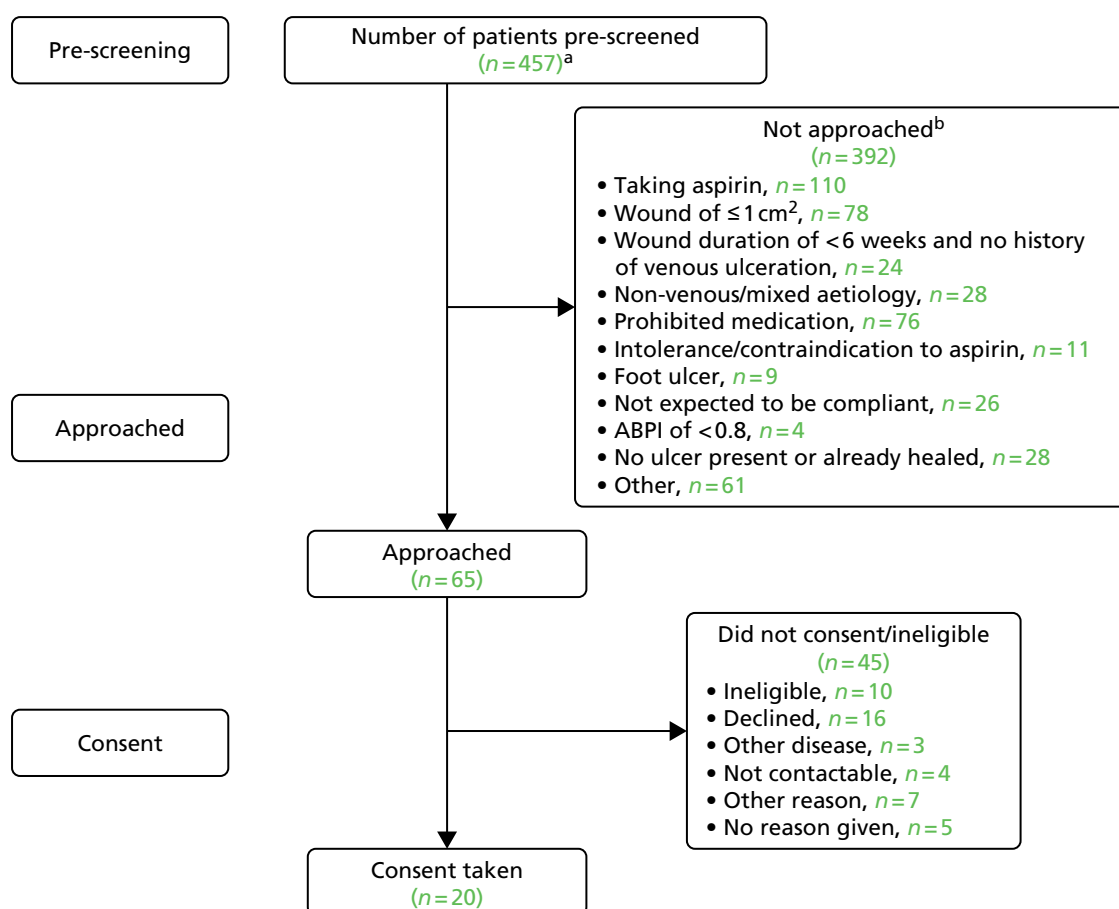 Pre-screening
Number of patients pre-screened
(n=457)ᵃ
Not approachedᵇ
(n=392)
• Taking aspirin, n=110
• Wound of ≤1 cm², n=78
• Wound duration of <6 weeks and no history
of venous ulceration, n=24
• Non-venous/mixed aetiology, n=28
• Prohibited medication, n=76
• Intolerance/contraindication to aspirin, n=11
• Foot ulcer, n=9
• Not expected to be compliant, n=26
• ABPI of <0.8, n=4
• No ulcer present or already healed, n=28
• Other, n=61
Approached
Approached
(n=65)
Did not consent/ineligible
(n=45)
• Ineligible, n=10
• Declined, n=16
• Other disease, n=3
• Not contactable, n=4
• Other reason, n=7
• No reason given, n=5
Consent
Consent taken
(n=20)